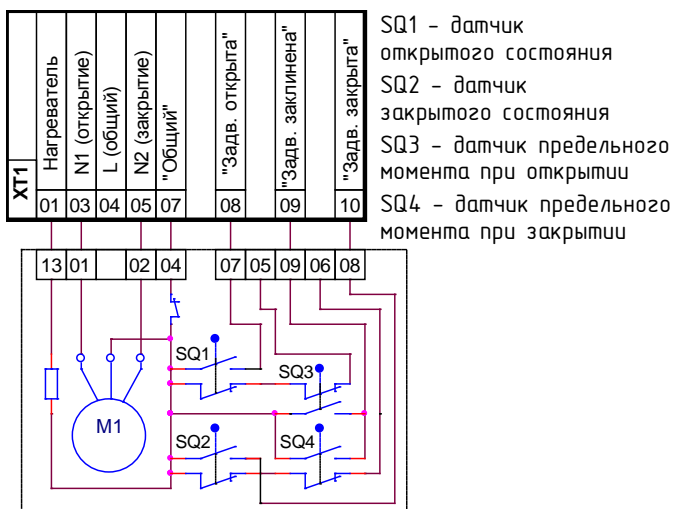 XT1
Нагреватель
N1 (открытие)
L (общий)
N2 (закрытие)
"Общий"
"Задв. открыта"
"Задв. заклинена"
"Задв. закрыта"
01 03 04 05 07 08 09 10
13 01 02 04 07 05 09 06 08
SQ1
SQ3
M1
SQ2
SQ4
SQ1 - датчик
открытого состояния
SQ2 - датчик
закрытого состояния
SQ3 - датчик предельного
момента при открытии
SQ4 - датчик предельного
момента при закрытии